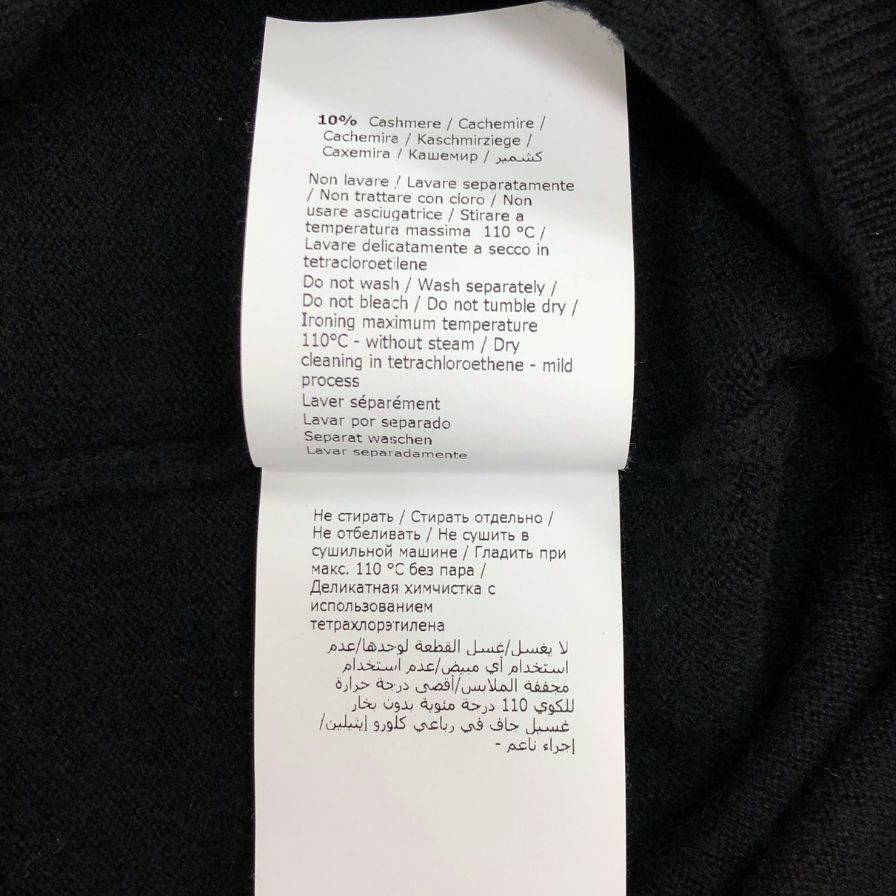 10% Cashmere / Cachemire /
Cachemira / Kaschmirziege /
Caxemira / Кашемир / كشمير
Non lavare / Lavare separatamente
/ Non trattare con cloro / Non
usare asciugatrice / Stirare a
temperatura massima 110 °C /
Lavare delicatamente a secco in
tetracloroetilene
Do not wash / Wash separately /
Do not bleach / Do not tumble dry /
Ironing maximum temperature
110°C - without steam / Dry
cleaning in tetrachloroethene - mild
process
Laver séparément
Lavar por separado
Separat waschen
Lavar separadamente
Не стирать / Стирать отдельно /
Не отбеливать / Не сушить в
сушильной машине / Гладить при
макс. 110 °C без пара /
Деликатная химчистка с
использованием
тетрахлорэтилена
لا يغسل/غسل القطعة لوحدها/عدم
استخدام أي مبيض/عدم استخدام
مجففة الملابس/أقصى درجة حرارة
للكوي 110 درجة مئوية بدون بخار
غسيل جاف في رباعي كلورو إيثيلين/
إجراء ناعم -